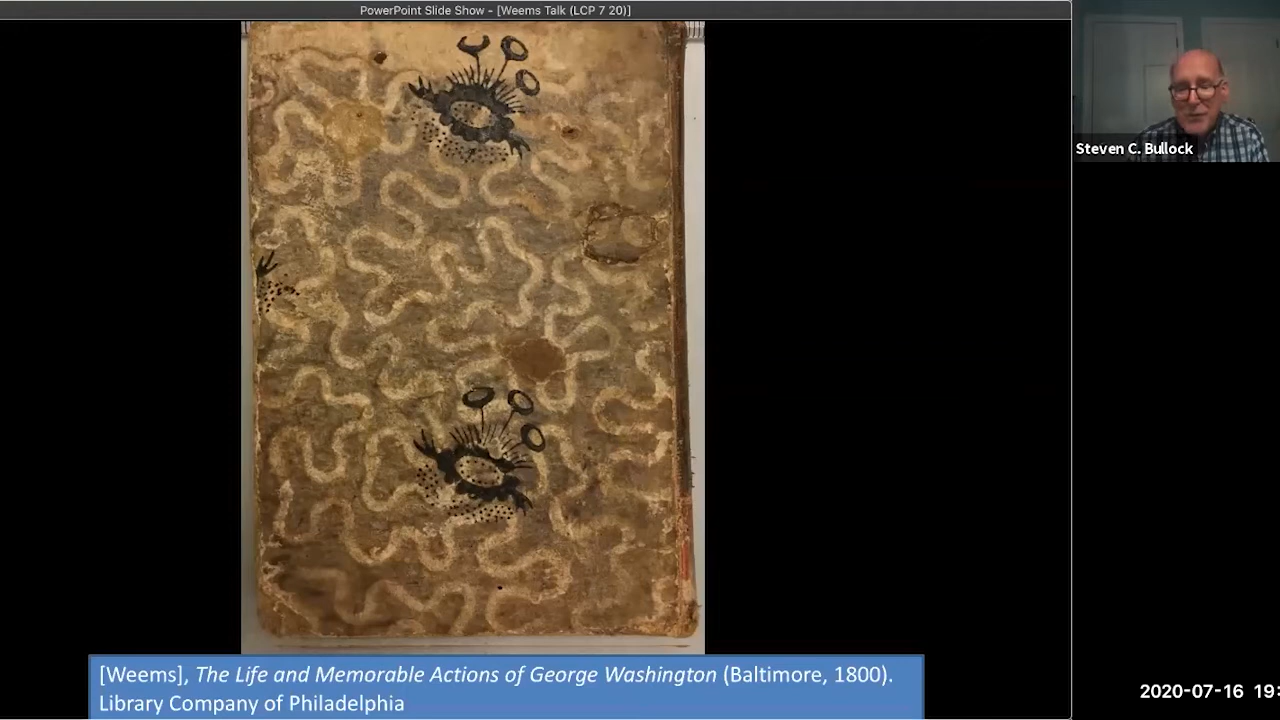 PowerPoint Slide Show - [Weems Talk (LCP 7 20)]
Steven C. Bullock
[Weems], The Life and Memorable Actions of George Washington (Baltimore, 1800).
Library Company of Philadelphia
2020-07-16 19: